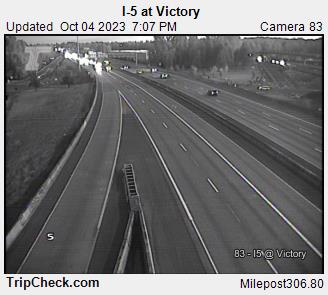 I-5 at Victory
Updated Oct 04 2023 7:07 PM Camera 83
S
83 - I5 @ Victory
TripCheck.com Milepost306.80